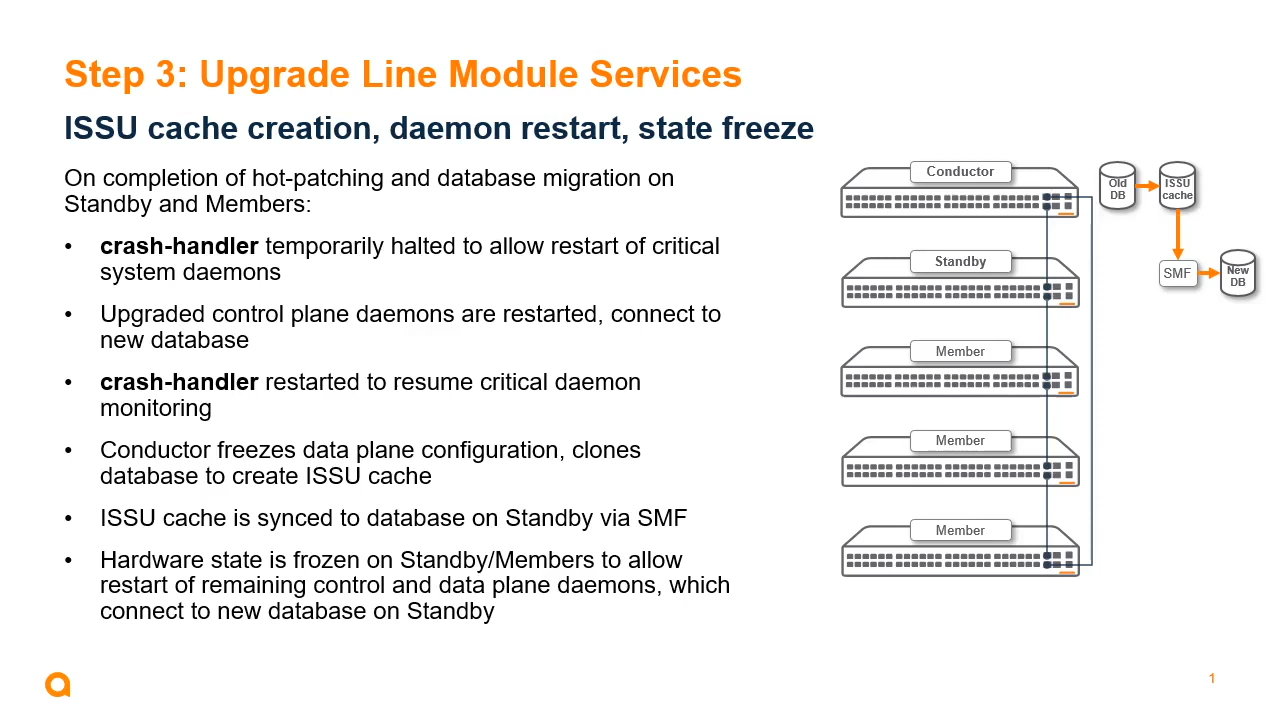 Step 3: Upgrade Line Module Services
ISSU cache creation, daemon restart, state freeze
On completion of hot-patching and database migration on
Standby and Members:
• crash-handler temporarily halted to allow restart of critical
system daemons
• Upgraded control plane daemons are restarted, connect to
new database
• crash-handler restarted to resume critical daemon
monitoring
• Conductor freezes data plane configuration, clones
database to create ISSU cache
• ISSU cache is synced to database on Standby via SMF
• Hardware state is frozen on Standby/Members to allow
restart of remaining control and data plane daemons, which
connect to new database on Standby
Conductor
Old
DB
ISSU
cache
Standby
SMF
New
DB
Member
Member
Member
1